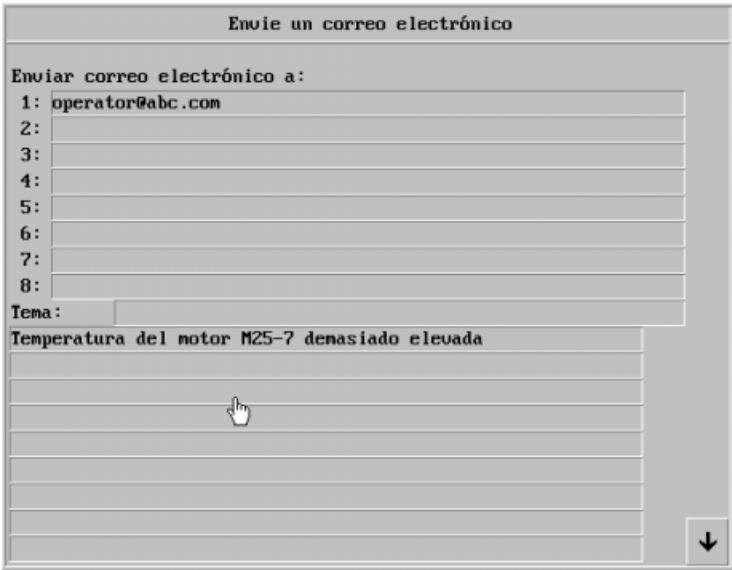 Envie un correo electrónico
Enviar correo electrónico a:
1: operator@abc.com
2:
3:
4:
5:
6:
7:
8:
Tema:
Temperatura del motor M25-7 demasiado elevada